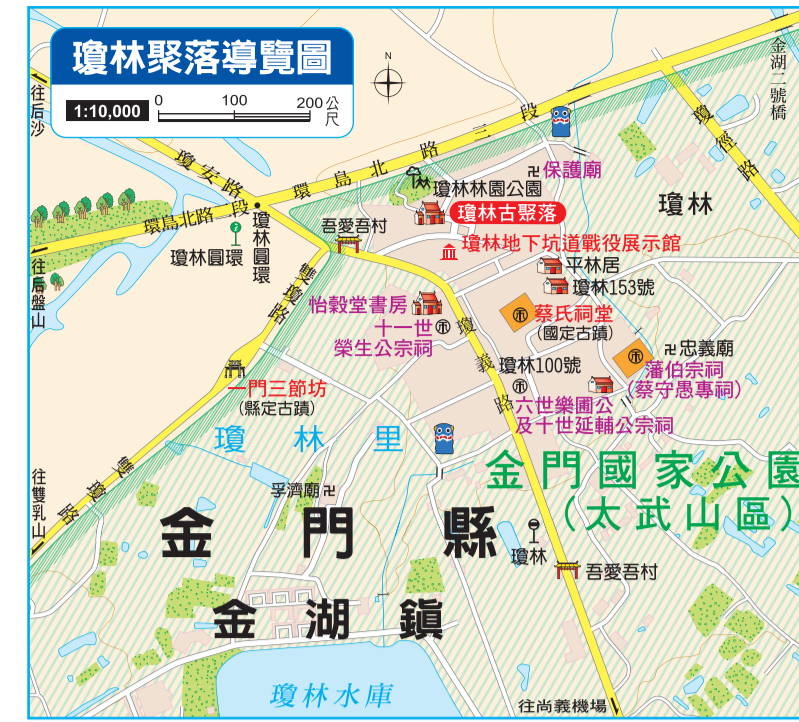 瓊林聚落導覽圖
1:10,000
0 100 200 公尺
N
往后沙
金湖二號橋
瓊安路
環島北路三段
瓊徑路
卍保護廟
瓊林林園公園
瓊林
瓊林古聚落
環島北路二段
瓊林圓環
瓊林圓環
吾愛吾村
瓊林地下坑道戰役展示館
往后盤山
雙瓊路
平林居
瓊林153號
怡穀堂書房
十一世
榮生公宗祠
瓊義路
蔡氏祠堂
(國定古蹟)
卍忠義廟
瓊林100號
藩伯宗祠
(蔡守愚專祠)
一門三節坊
(縣定古蹟)
六世樂圃公
及十世延輔公宗祠
瓊林里
金門國家公園
(太武山區)
往雙乳山
雙瓊路
孚濟廟卍
金門縣
瓊林
吾愛吾村
金湖鎮
瓊林水庫
往尚義機場